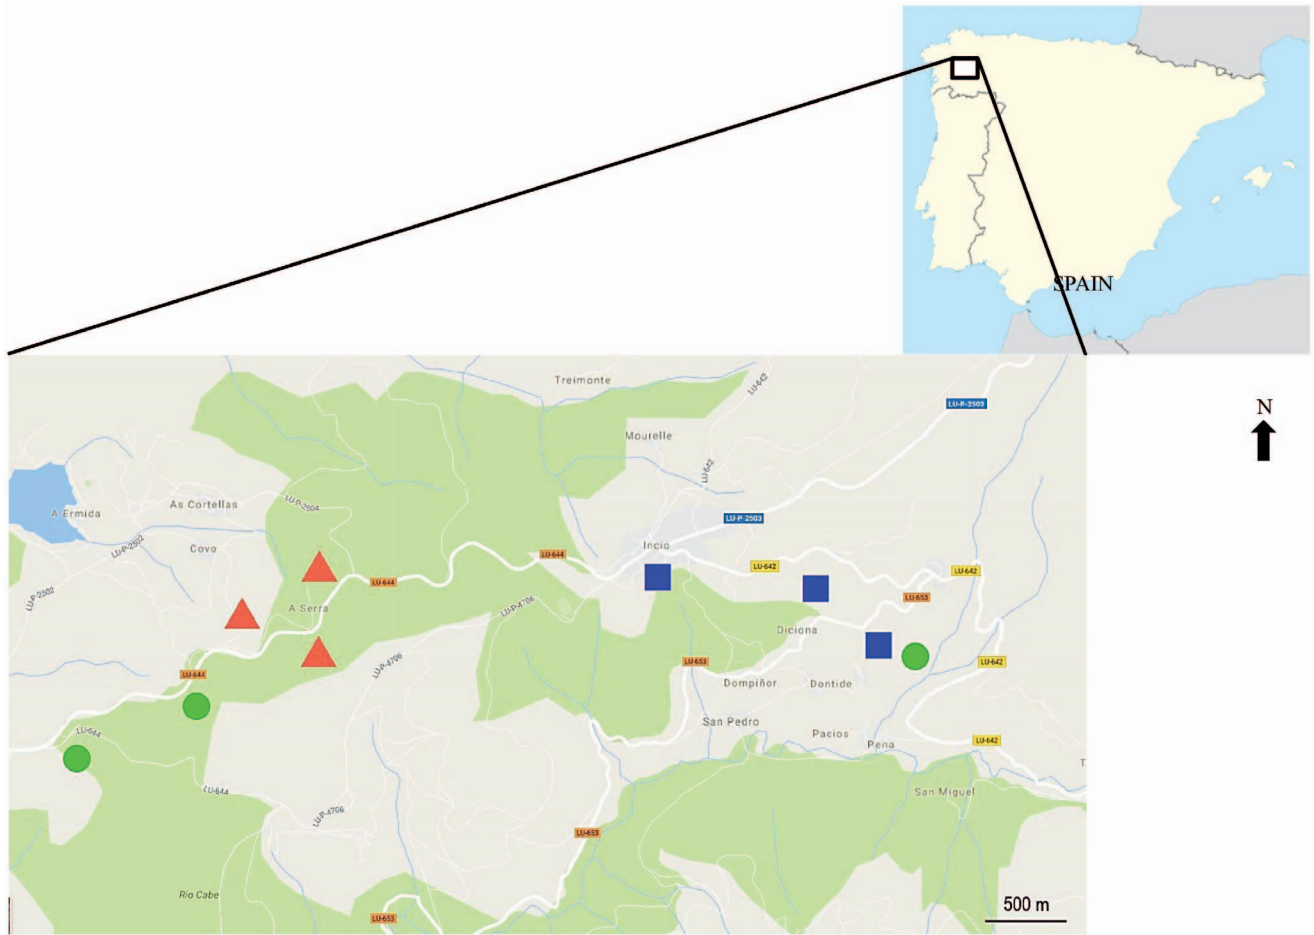 SPAIN
N
Treimonte
LU-642
LU-P-2503
Mourelle
LU-642
A Ermida
As Cortellas
LU-P-2504
LU-P-2503
LU-P-2502
Covo
Incio
LU-644
LU-644
LU-642
LU-642
LU-P-2502
LU-653
A Serra
LU-P-4706
Diciona
LU-P-4706
LU-653
LU-642
LU-644
Dompiñor
Dontide
San Pedro
LU-644
Pacios
Pena
LU-642
T
LU-644
San Miguel
LU-P-4706
LU-653
Rio Cabe
500 m
LU-653